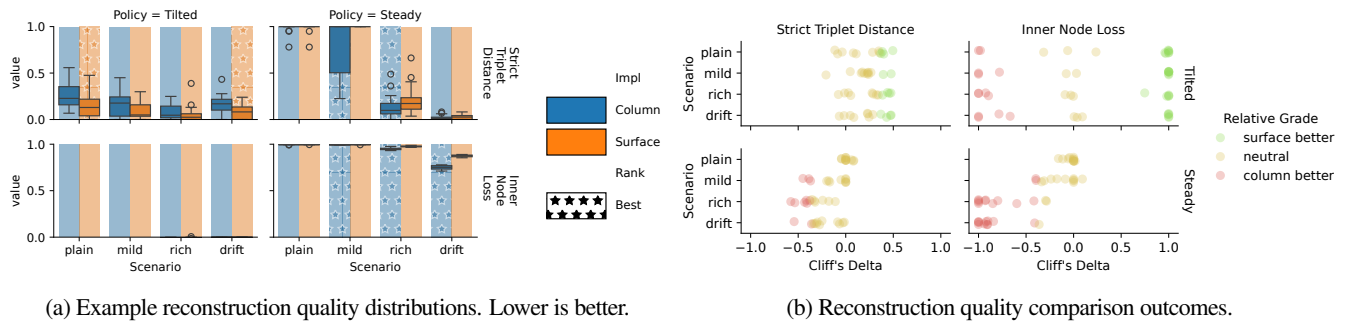 Policy = Tilted
Policy = Steady
1.0
0.5
0.0
value
Strict
Triplet
Distance
1.0
0.5
0.0
value
Inner
Node
Loss
plain mild rich drift
plain mild rich drift
Scenario
Scenario
Impl
Column
Surface
Rank
Best
(a) Example reconstruction quality distributions. Lower is better.
Strict Triplet Distance
Inner Node Loss
Scenario
plain
mild
rich
drift
Tilted
Scenario
plain
mild
rich
drift
Steady
−1.0 −0.5 0.0 0.5 1.0
−1.0 −0.5 0.0 0.5 1.0
Cliff's Delta
Cliff's Delta
Relative Grade
surface better
neutral
column better
(b) Reconstruction quality comparison outcomes.